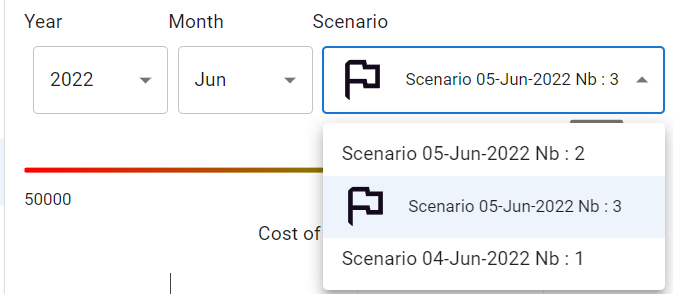 Year Month Scenario
2022 Jun Scenario 05-Jun-2022 Nb : 3
Scenario 05-Jun-2022 Nb : 2
50000 Scenario 05-Jun-2022 Nb : 3
Cost of
Scenario 04-Jun-2022 Nb : 1